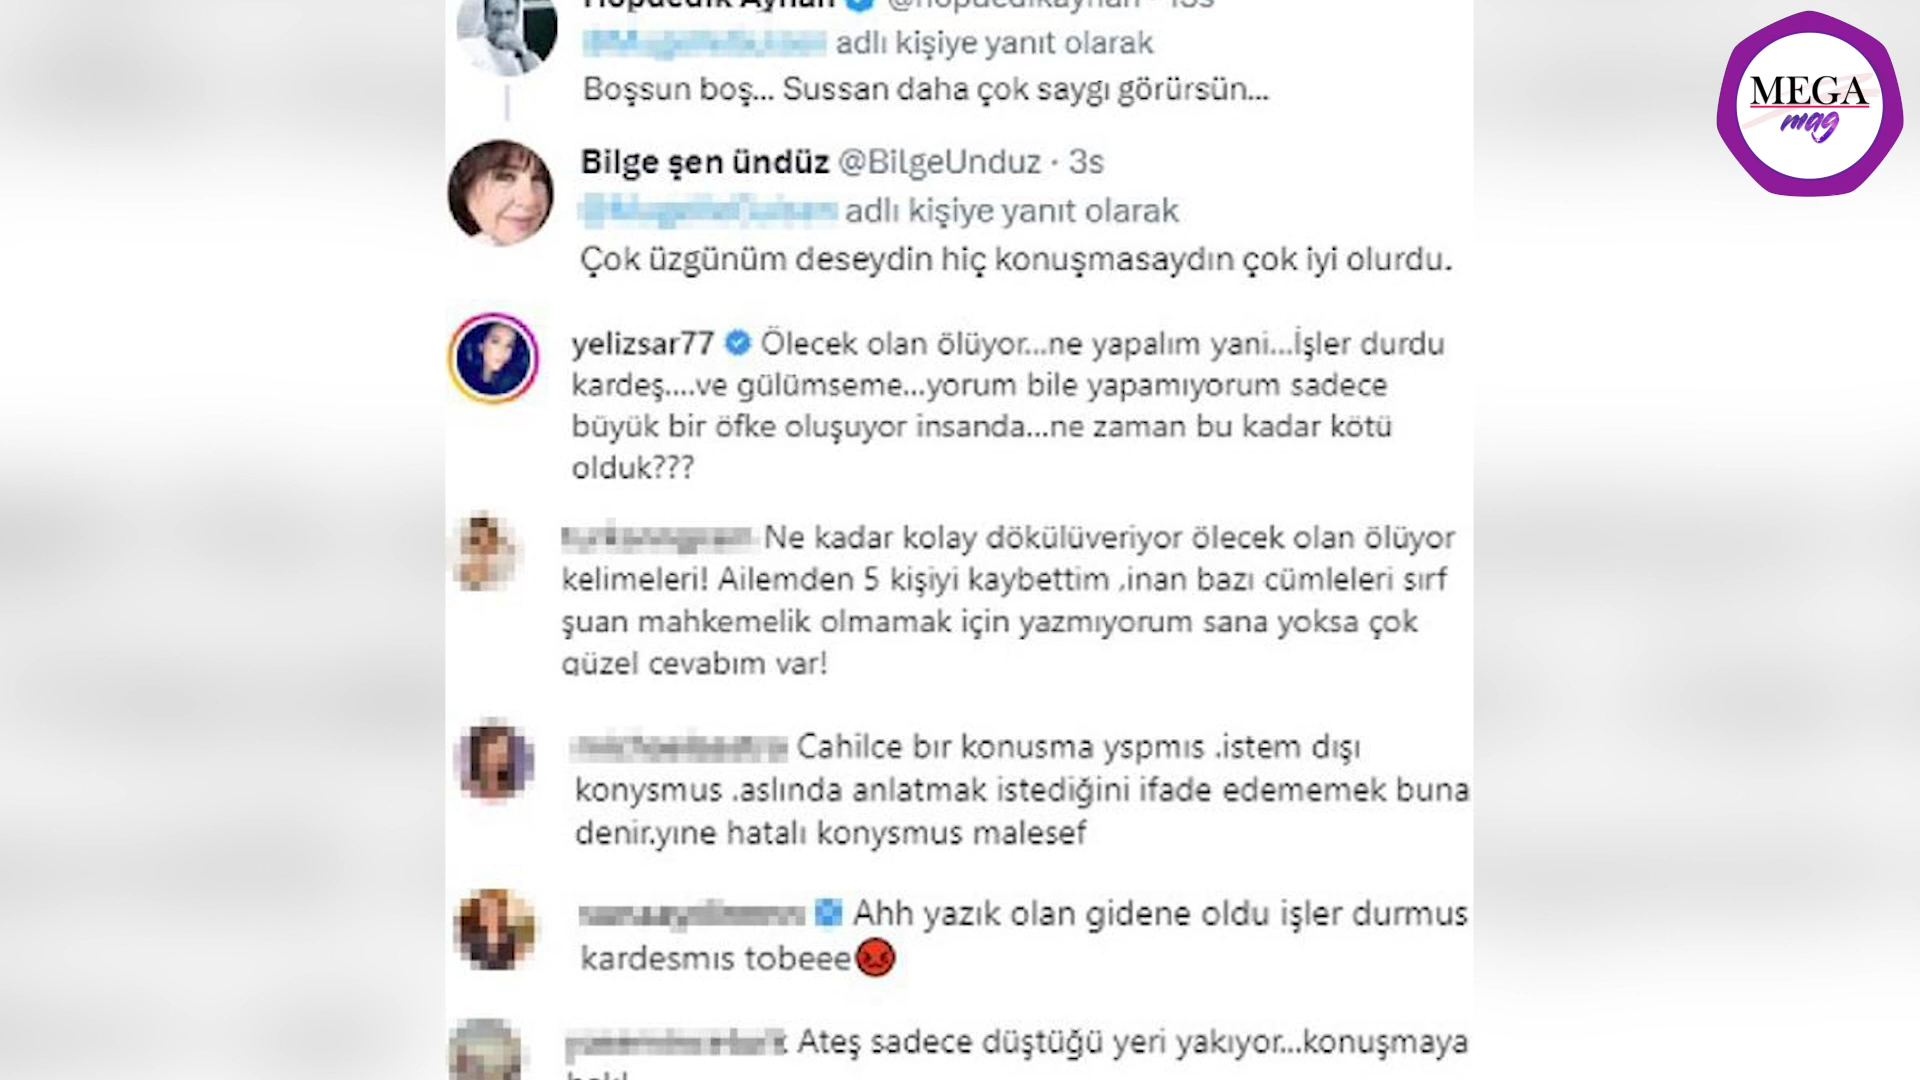 Hopdedik Ayhan @hopdedikayhan · 13s
adlı kişiye yanıt olarak
Boşsun boş... Sussan daha çok saygı görürsün...
Bilge şen ündüz @BilgeUnduz · 3s
adlı kişiye yanıt olarak
Çok üzgünüm deseydin hiç konuşmasaydın çok iyi olurdu.
yelizsar77 Ölecek olan ölüyor...ne yapalım yani...İşler durdu
kardeş....ve gülümseme...yorum bile yapamıyorum sadece
büyük bir öfke oluşuyor insanda...ne zaman bu kadar kötü
olduk???
Ne kadar kolay dökülüveriyor ölecek olan ölüyor
kelimeleri! Ailemden 5 kişiyi kaybettim ,inan bazı cümleleri sırf
şuan mahkemelik olmamak için yazmıyorum sana yoksa çok
güzel cevabım var!
Cahilce bır konusma yspmıs .istem dışı
konysmus .aslında anlatmak istediğini ifade edememek buna
denir.yıne hatalı konysmus malesef
Ahh yazık olan gidene oldu işler durmus
kardesmıs tobeee
Ateş sadece düştüğü yeri yakıyor...konuşmaya
MEGA
mag